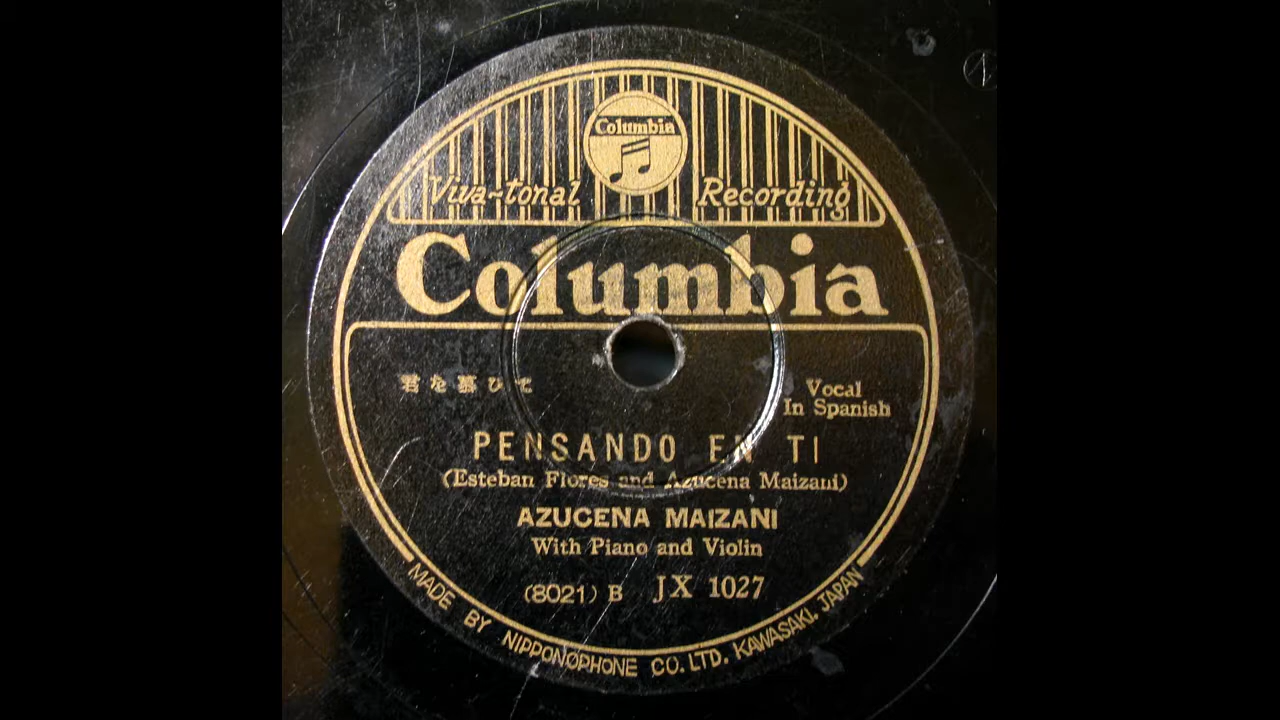 Columbia
Viva-tonal Recording
Columbia
君を慕ひて
Vocal
In Spanish
PENSANDO EN TI
(Esteban Flores and Azucena Maizani)
AZUCENA MAIZANI
With Piano and Violin
(8021) B JX 1027
MADE BY NIPPONOPHONE CO. LTD. KAWASAKI. JAPAN